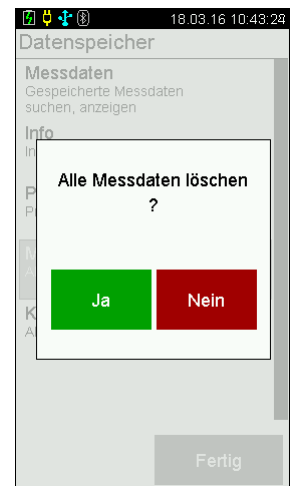 18.03.16 10:43:29
Datenspeicher
Messdaten
Gespeicherte Messdaten
suchen, anzeigen
Info
Alle Messdaten löschen
?
Ja
Nein
Fertig